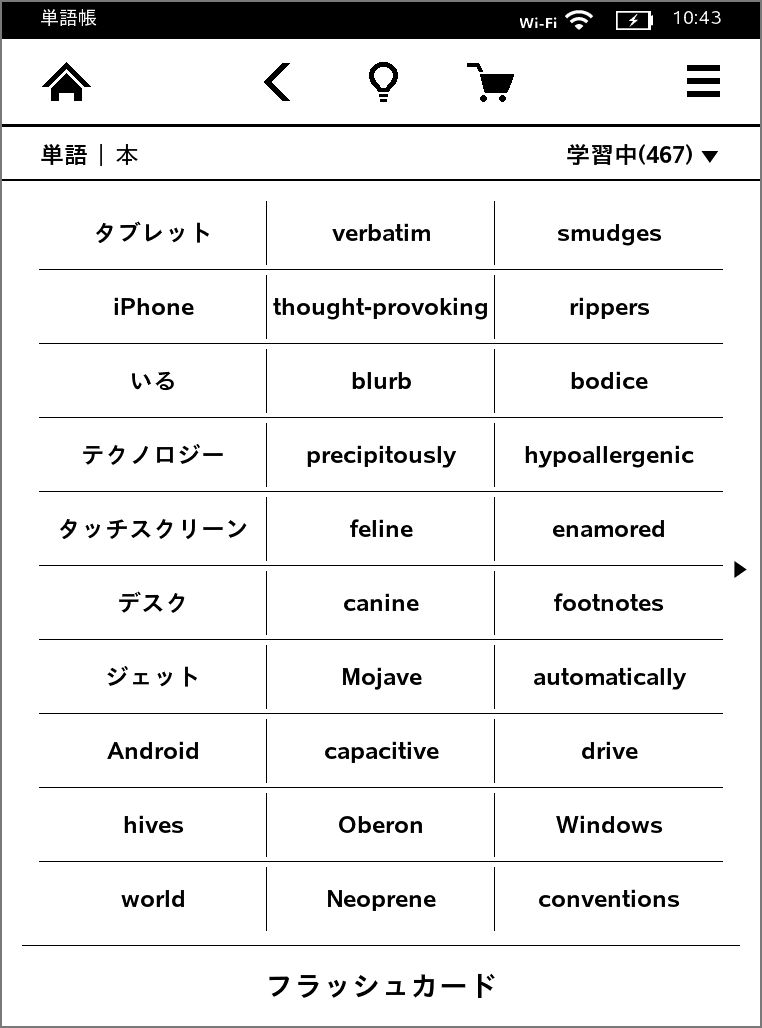 単語帳 Wi-Fi 10:43
単語 | 本 学習中(467) ▼
タブレット verbatim smudges
iPhone thought-provoking rippers
いる blurb bodice
テクノロジー precipitously hypoallergenic
タッチスクリーン feline enamored
デスク canine footnotes
ジェット Mojave automatically
Android capacitive drive
hives Oberon Windows
world Neoprene conventions
フラッシュカード